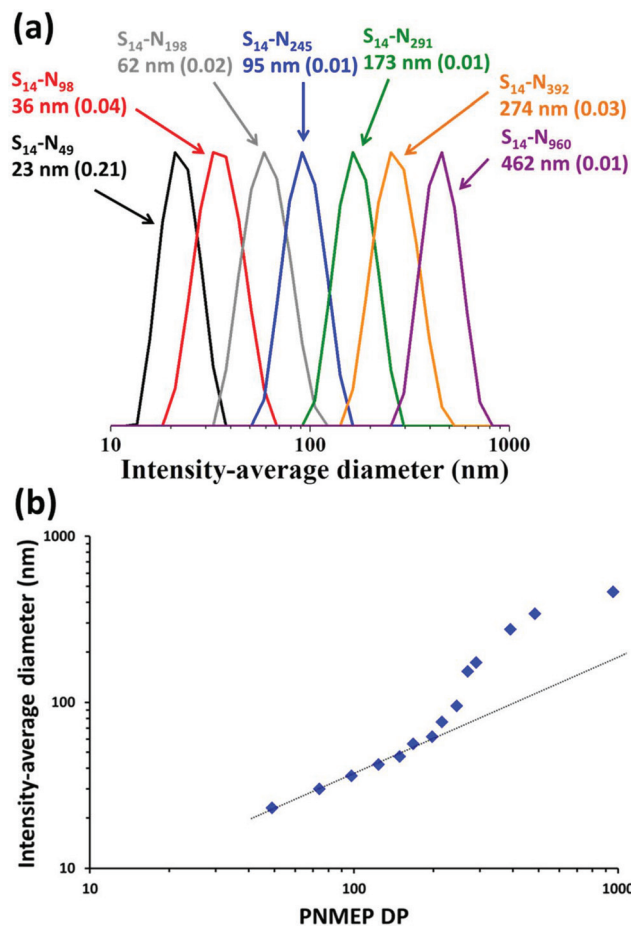 (a)
S₁₄-N₁₉₈
62 nm (0.02)
S₁₄-N₂₄₅
95 nm (0.01)
S₁₄-N₂₉₁
173 nm (0.01)
S₁₄-N₉₈
36 nm (0.04)
S₁₄-N₃₉₂
274 nm (0.03)
S₁₄-N₄₉
23 nm (0.21)
S₁₄-N₉₆₀
462 nm (0.01)
10 100 1000
Intensity-average diameter (nm)
(b)
1000
100
10
Intensity-average diameter (nm)
10 100 1000
PNMEP DP